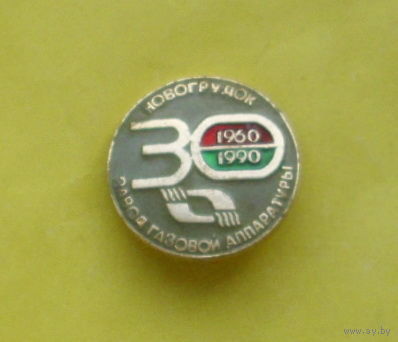 НОВОГРУДОК
30
1960
1990
ЗАВОД ГАЗОВОЙ АППАРАТУРЫ
www.ay.by